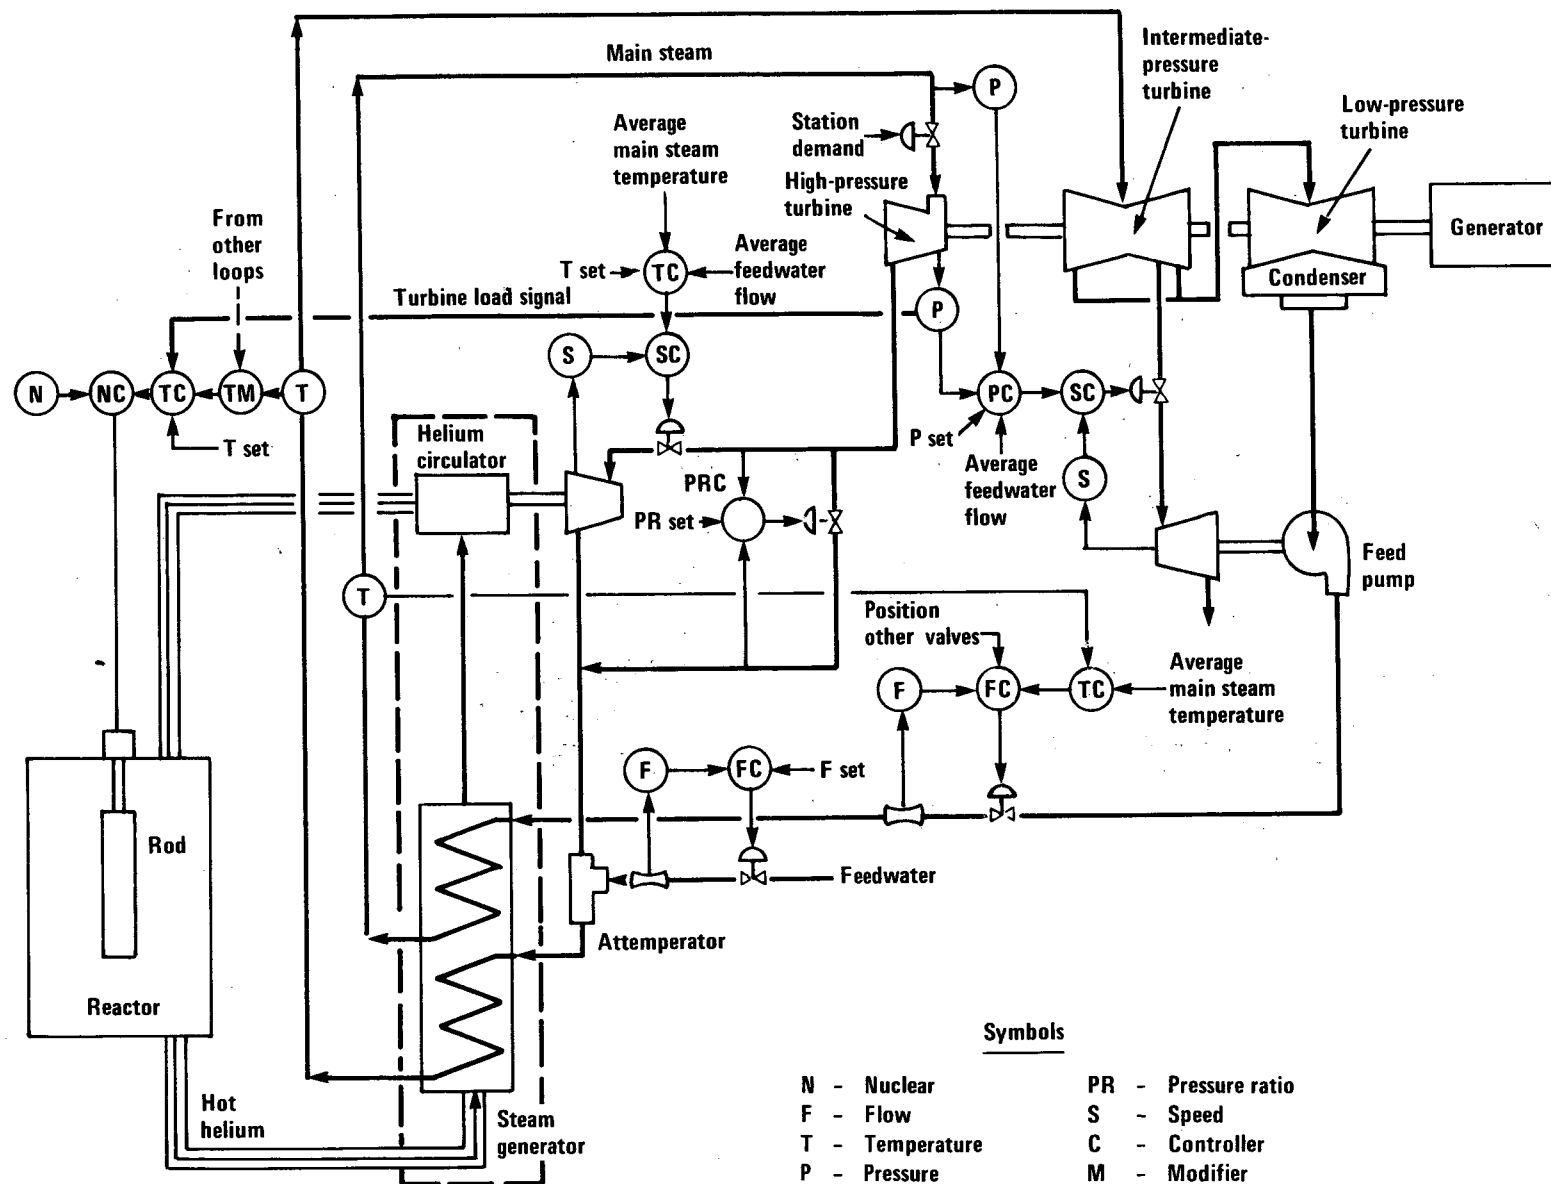 Main steam
P
Intermediate-
pressure
turbine
Low-pressure
turbine
Average
main steam
temperature
Station
demand
High-pressure
turbine
From
other
loops
T set
TC
Average
feedwater
flow
Generator
Condenser
Turbine load signal
P
S
SC
N
NC
TC
TM
T
PC
SC
T set
P set
Helium
circulator
Average
feedwater
flow
S
PRC
PR set
Feed
pump
T
Position
other valves
F
FC
TC
Average
main steam
temperature
F
FC
F set
Rod
Feedwater
Attemperator
Reactor
Hot
helium
Steam
generator
Symbols
N - Nuclear
PR - Pressure ratio
F - Flow
S - Speed
T - Temperature
C - Controller
P - Pressure
M - Modifier